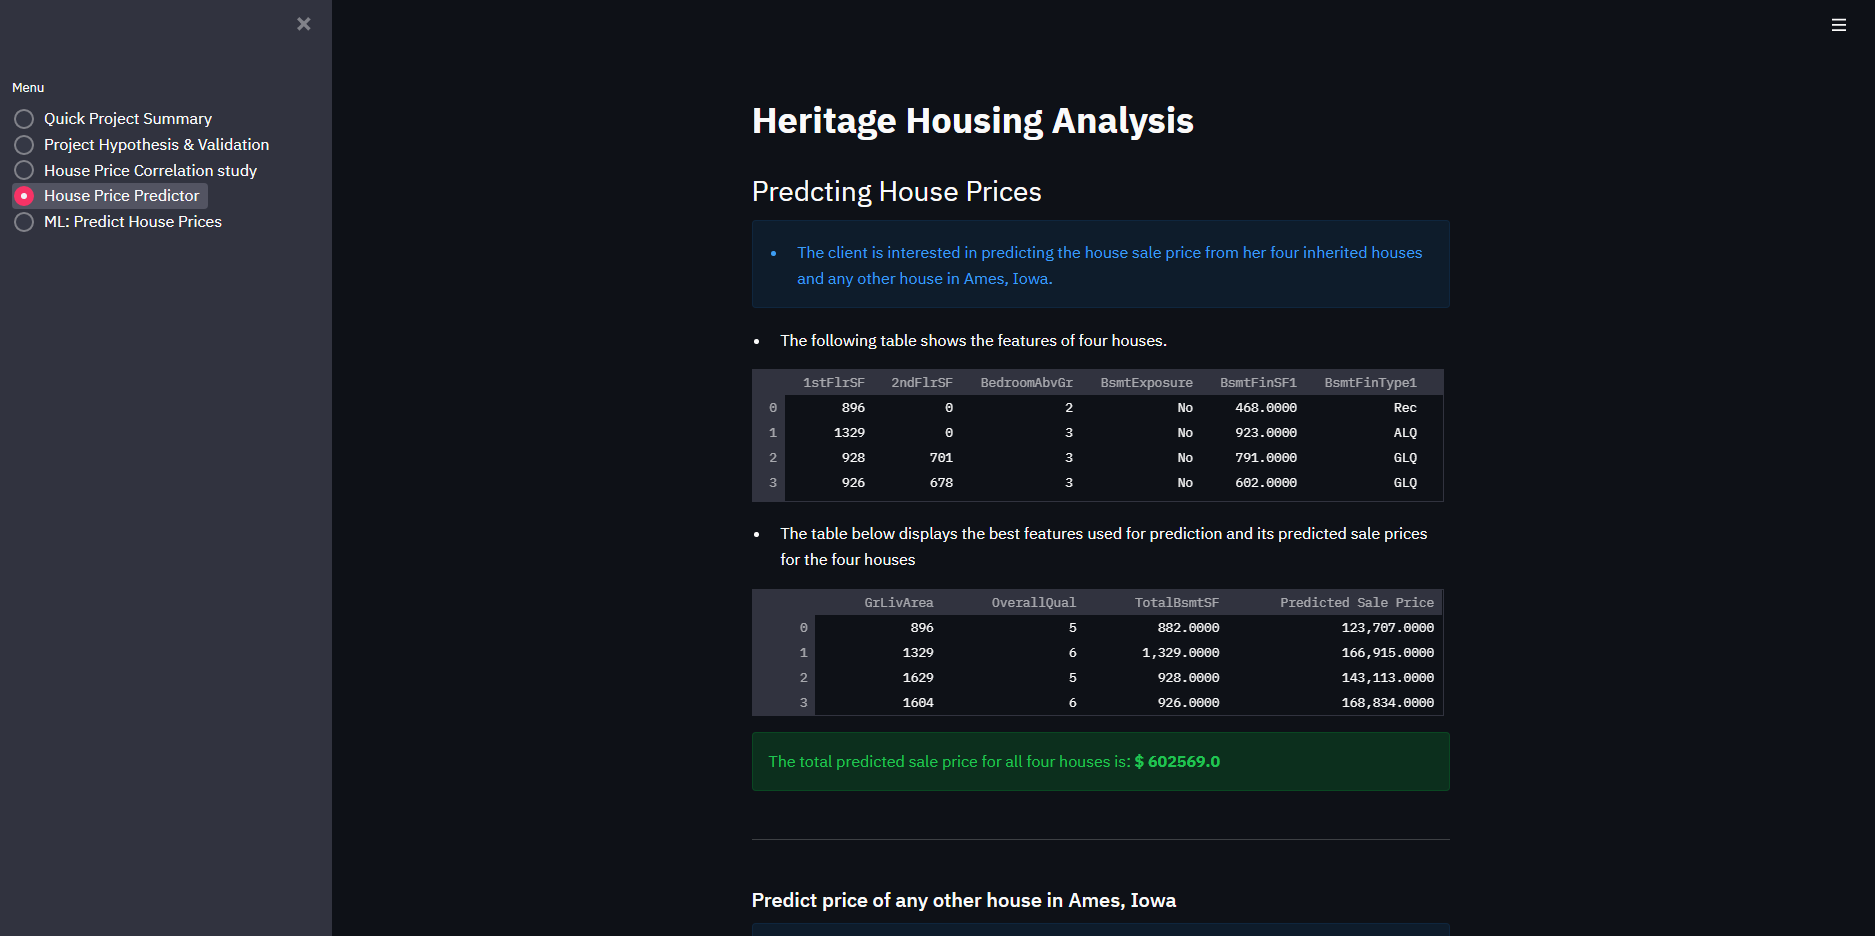 Menu
Quick Project Summary
Project Hypothesis & Validation
House Price Correlation study
House Price Predictor
ML: Predict House Prices
Heritage Housing Analysis
Predcting House Prices
• The client is interested in predicting the house sale price from her four inherited houses
and any other house in Ames, Iowa.
• The following table shows the features of four houses.
1stFlrSF 2ndFlrSF BedroomAbvGr BsmtExposure BsmtFinSF1 BsmtFinType1
0 896 0 2 No 468.0000 Rec
1 1329 0 3 No 923.0000 ALQ
2 928 701 3 No 791.0000 GLQ
3 926 678 3 No 602.0000 GLQ
• The table below displays the best features used for prediction and its predicted sale prices
for the four houses
GrLivArea OverallQual TotalBsmtSF Predicted Sale Price
0 896 5 882.0000 123,707.0000
1 1329 6 1,329.0000 166,915.0000
2 1629 5 928.0000 143,113.0000
3 1604 6 926.0000 168,834.0000
The total predicted sale price for all four houses is: $ 602569.0
Predict price of any other house in Ames, Iowa